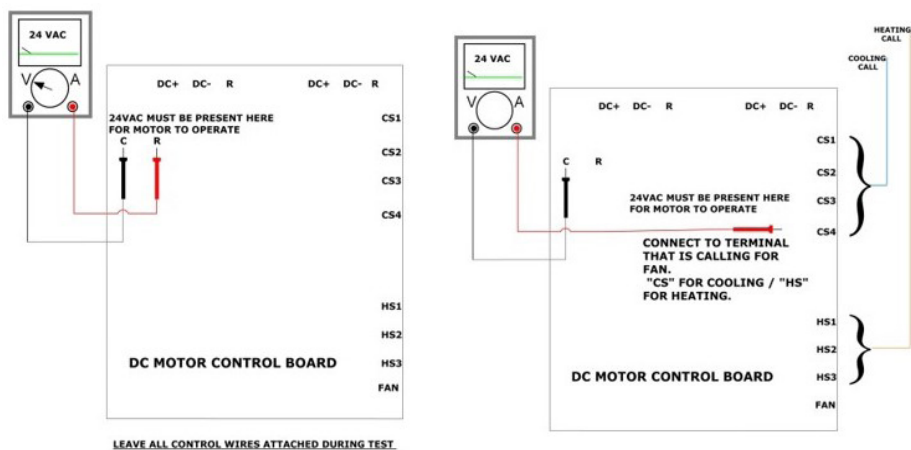 24 VAC
V A
DC+ DC- R DC+ DC- R
24VAC MUST BE PRESENT HERE
FOR MOTOR TO OPERATE
C R
CS1
CS2
CS3
CS4
HS1
HS2
HS3
FAN
DC MOTOR CONTROL BOARD
LEAVE ALL CONTROL WIRES ATTACHED DURING TEST
24 VAC
V A
HEATING
CALL
COOLING
CALL
DC+ DC- R DC+ DC- R
C R
CS1
CS2
CS3
CS4
24VAC MUST BE PRESENT HERE
FOR MOTOR TO OPERATE
CONNECT TO TERMINAL
THAT IS CALLING FOR
FAN.
"CS" FOR COOLING / "HS"
FOR HEATING.
HS1
HS2
HS3
FAN
DC MOTOR CONTROL BOARD